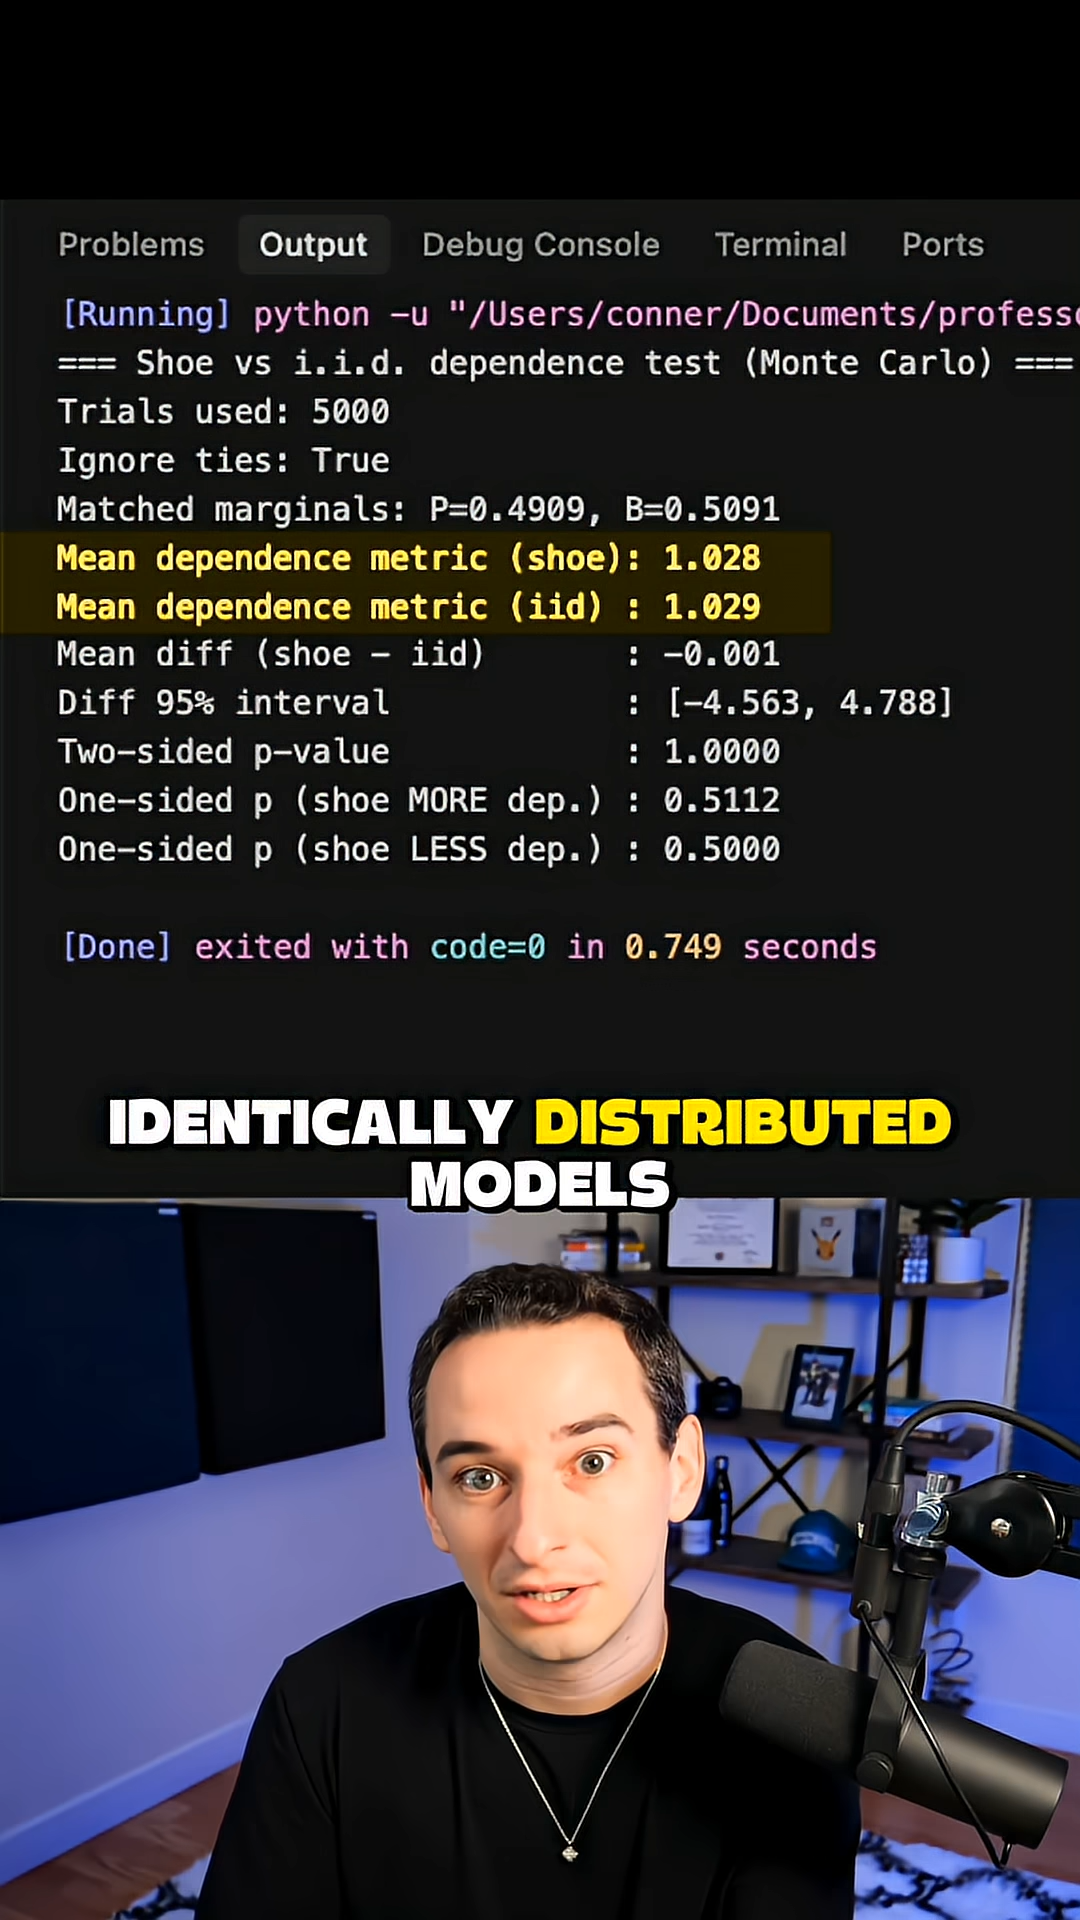 Problems Output Debug Console Terminal Ports
[Running] python -u "/Users/conner/Documents/professo
=== Shoe vs i.i.d. dependence test (Monte Carlo) ===
Trials used: 5000
Ignore ties: True
Matched marginals: P=0.4909, B=0.5091
Mean dependence metric (shoe): 1.028
Mean dependence metric (iid) : 1.029
Mean diff (shoe - iid) : -0.001
Diff 95% interval : [-4.563, 4.788]
Two-sided p-value : 1.0000
One-sided p (shoe MORE dep.) : 0.5112
One-sided p (shoe LESS dep.) : 0.5000
[Done] exited with code=0 in 0.749 seconds
IDENTICALLY DISTRIBUTED
MODELS